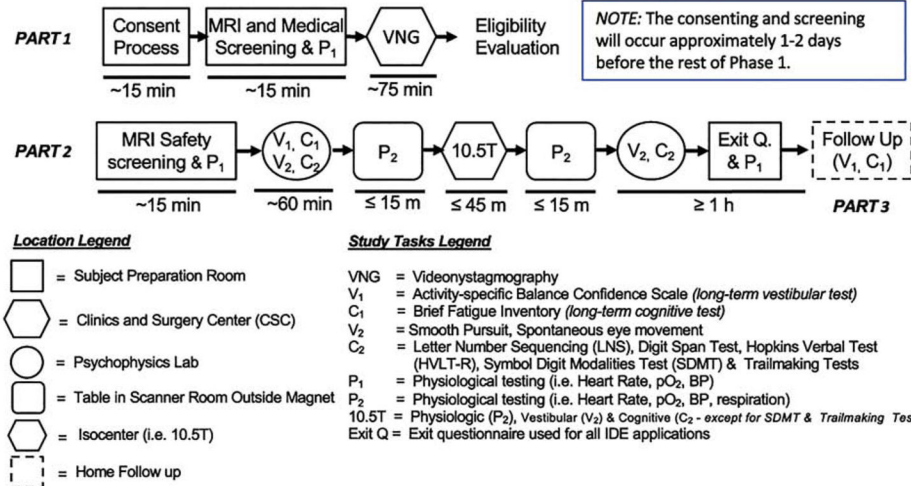 PART 1
Consent Process
MRI and Medical Screening & P1
VNG
Eligibility Evaluation
~15 min
~15 min
~75 min
NOTE: The consenting and screening
will occur approximately 1-2 days
before the rest of Phase 1.
PART 2
MRI Safety screening & P1
V1, C1
V2, C2
P2
10.5T
P2
V2, C2
Exit Q. & P1
Follow Up (V1, C1)
~15 min
~60 min
≤ 15 m
≤ 45 m
≤ 15 m
≥ 1 h
PART 3
Location Legend
= Subject Preparation Room
= Clinics and Surgery Center (CSC)
= Psychophysics Lab
= Table in Scanner Room Outside Magnet
= Isocenter (i.e. 10.5T)
= Home Follow up
Study Tasks Legend
VNG = Videonystagmography
V1 = Activity-specific Balance Confidence Scale (long-term vestibular test)
C1 = Brief Fatigue Inventory (long-term cognitive test)
V2 = Smooth Pursuit, Spontaneous eye movement
C2 = Letter Number Sequencing (LNS), Digit Span Test, Hopkins Verbal Test
(HVLT-R), Symbol Digit Modalities Test (SDMT) & Trailmaking Tests
P1 = Physiological testing (i.e. Heart Rate, pO2, BP)
P2 = Physiological testing (i.e. Heart Rate, pO2, BP, respiration)
10.5T = Physiologic (P2), Vestibular (V2) & Cognitive (C2 - except for SDMT & Trailmaking
Exit Q = Exit questionnaire used for all IDE applications